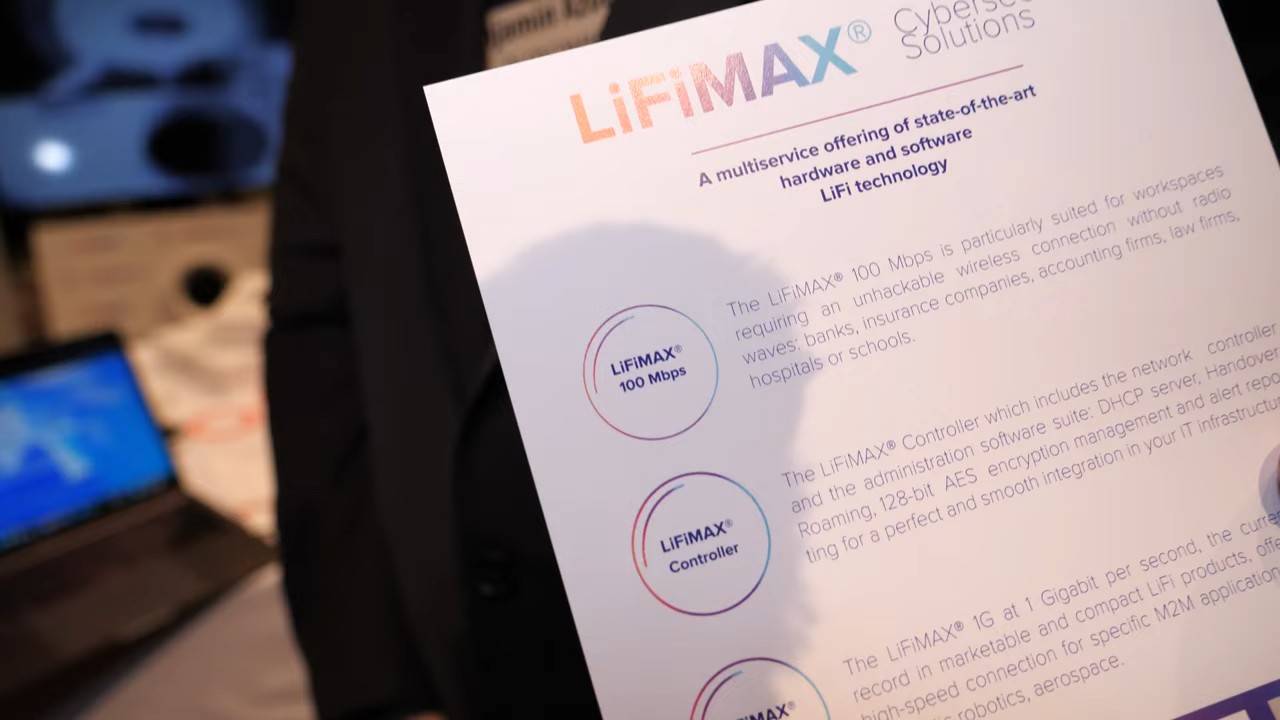 LiFiMAX®
Solutions
A multiservice offering of state-of-the-art
hardware and software
LiFi technology
LiFiMAX®
100 Mbps
The LiFiMAX® 100 Mbps is particularly suited for workspaces
requiring an unhackable wireless connection without radio
waves; banks, insurance companies, accounting firms, law firms,
hospitals or schools.
LiFiMAX®
Controller
The LiFiMAX® Controller which includes the network controller
and the administration software suite: DHCP server, Handover
Roaming, 128-bit AES encryption management and alert repo
ting for a perfect and smooth integration in your IT infrastructu
The LiFiMAX® 1G at 1 Gigabit per second, the curre
record in marketable and compact LiFi products, offe
high-speed connection for specific M2M application
robotics, aerospace.